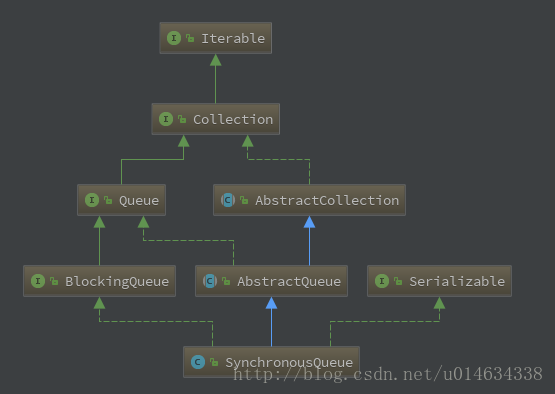 Iterable
Collection
Queue
AbstractCollection
BlockingQueue
AbstractQueue
Serializable
SynchronousQueue
http://blog.csdn.net/u014634338